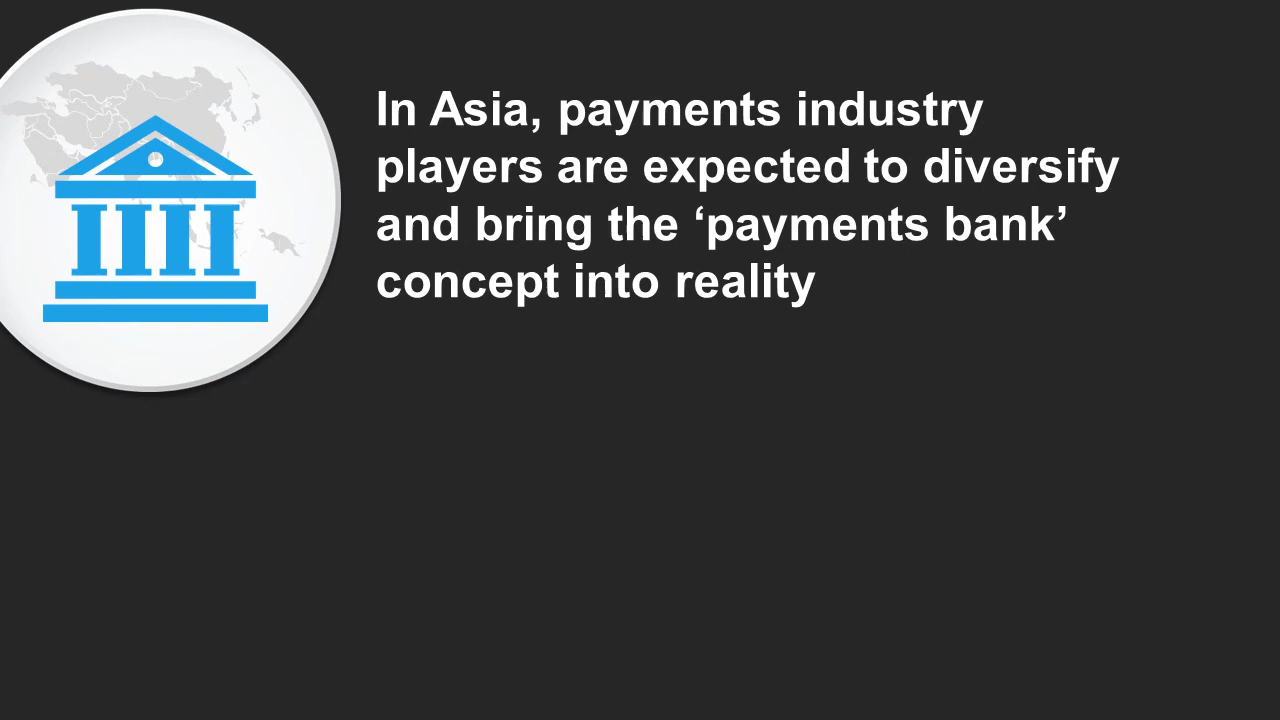 In Asia, payments industry
players are expected to diversify
and bring the ‘payments bank’
concept into reality